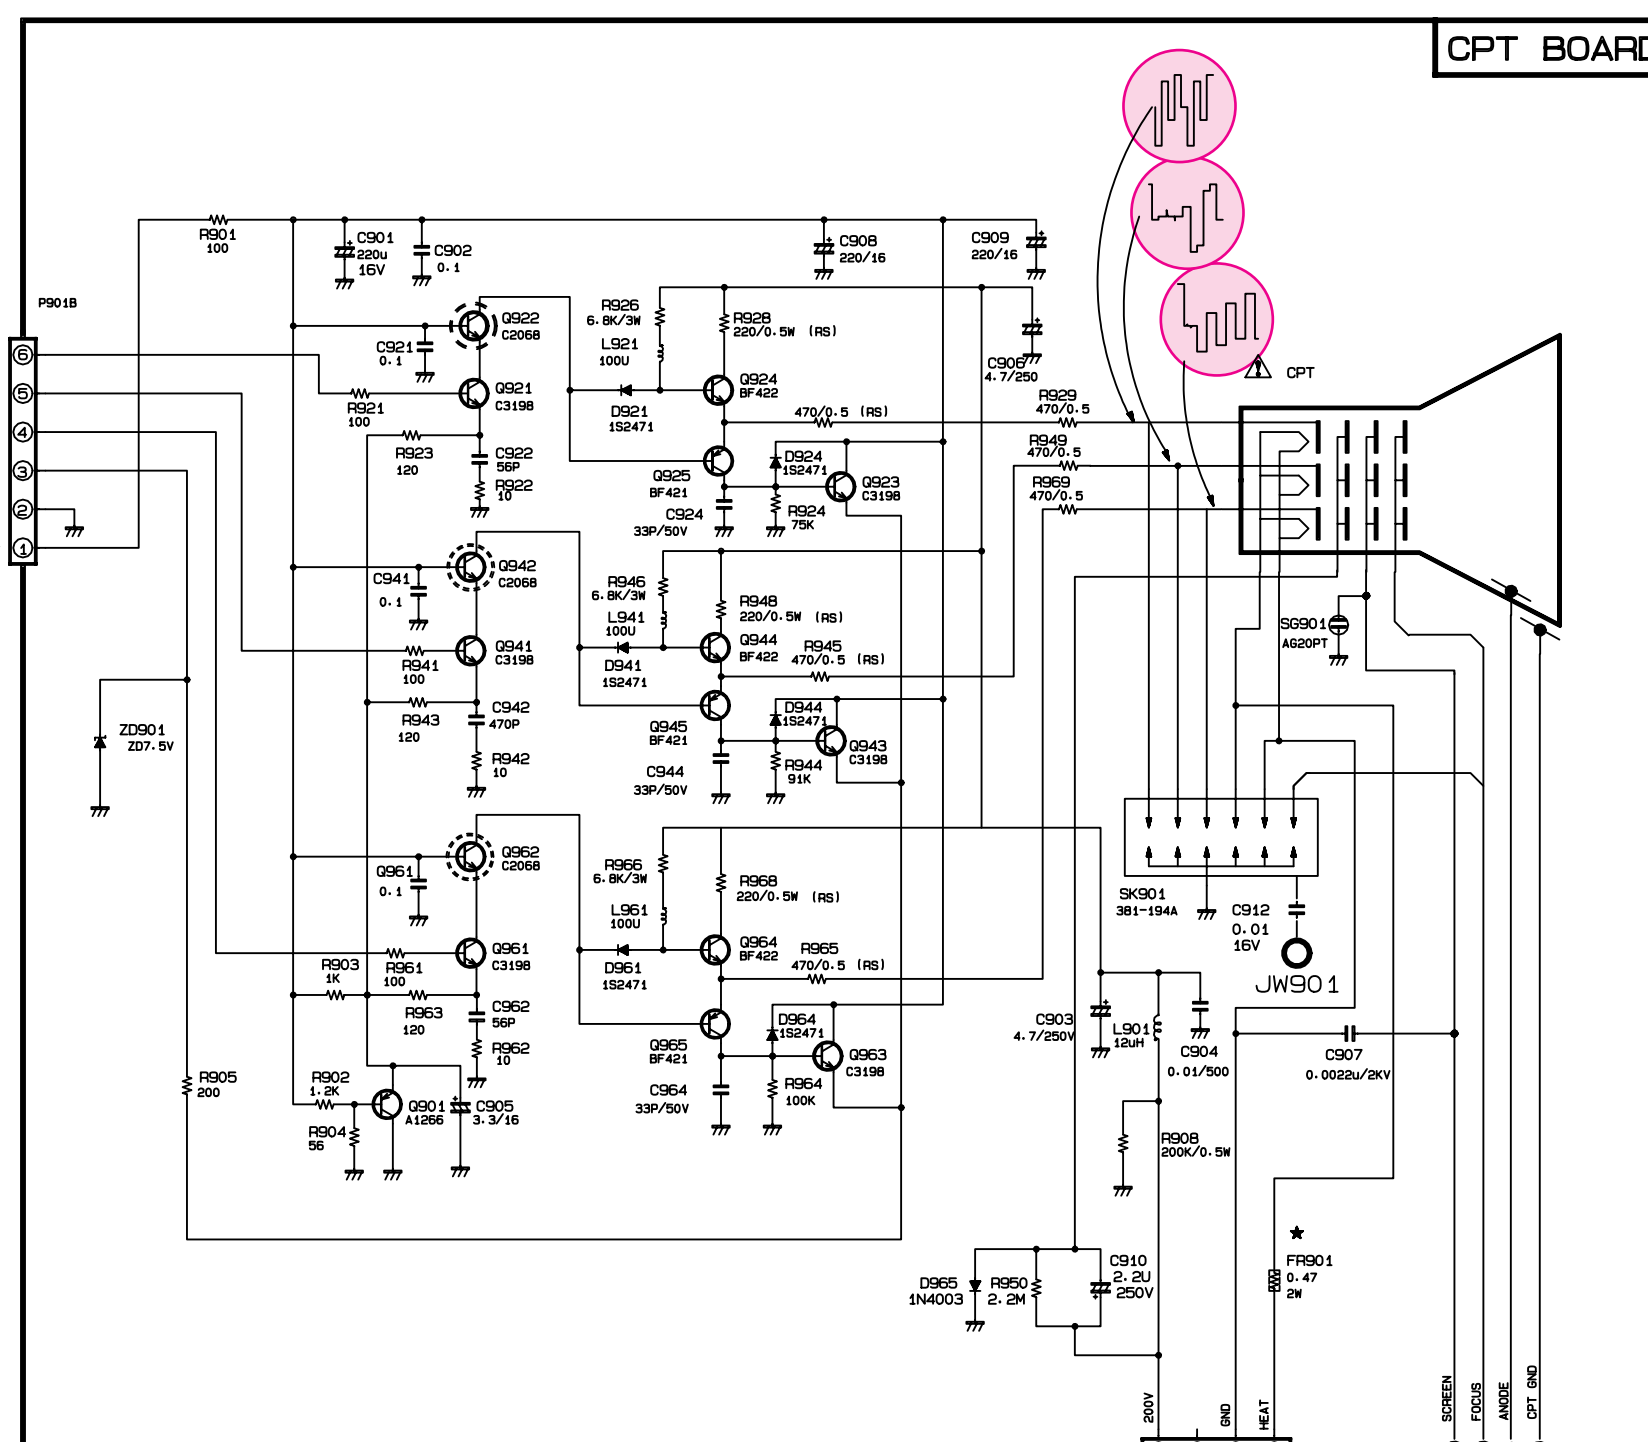 CPT BOARD
R901
100
C901
220u
16V
C902
0.1
C908
220/16
C909
220/16
P901B
6
5
4
3
2
1
Q922
C2068
C921
0.1
R926
6.8K/3W
L921
100U
R928
220/0.5W (RS)
C906
4.7/250
CPT
Q921
C3198
R921
100
D921
1S2471
Q924
BF422
470/0.5 (RS)
R929
470/0.5
R923
120
C922
56P
R922
10
Q925
BF421
C924
33P/50V
D924
1S2471
R924
75K
Q923
C3198
R949
470/0.5
R969
470/0.5
Q942
C2068
C941
0.1
R946
6.8K/3W
L941
100U
R948
220/0.5W (RS)
Q941
C3198
R941
100
D941
1S2471
Q944
BF422
R945
470/0.5 (RS)
SG901
AG20PT
ZD901
ZD7.5V
R943
120
C942
470P
R942
10
Q945
BF421
C944
33P/50V
D944
1S2471
R944
91K
Q943
C3198
Q962
C2068
Q961
0.1
R966
6.8K/3W
L961
100U
R968
220/0.5W (RS)
SK901
381-194A
C912
0.01
16V
JW901
Q961
C3198
R903
1K
R961
100
D961
1S2471
Q964
BF422
R965
470/0.5 (RS)
R963
120
C962
56P
R962
10
Q965
BF421
C964
33P/50V
D964
1S2471
R964
100K
Q963
C3198
C903
4.7/250V
L901
12uH
C904
0.01/500
C907
0.0022u/2KV
R905
200
R902
1.2K
R904
56
Q901
A1266
C905
3.3/16
R908
200K/0.5W
D965
1N4003
R950
2.2M
C910
2.2U
250V
★
FR901
0.47
2W
200V
GND
HEAT
SCREEN
FOCUS
ANODE
CPT GND